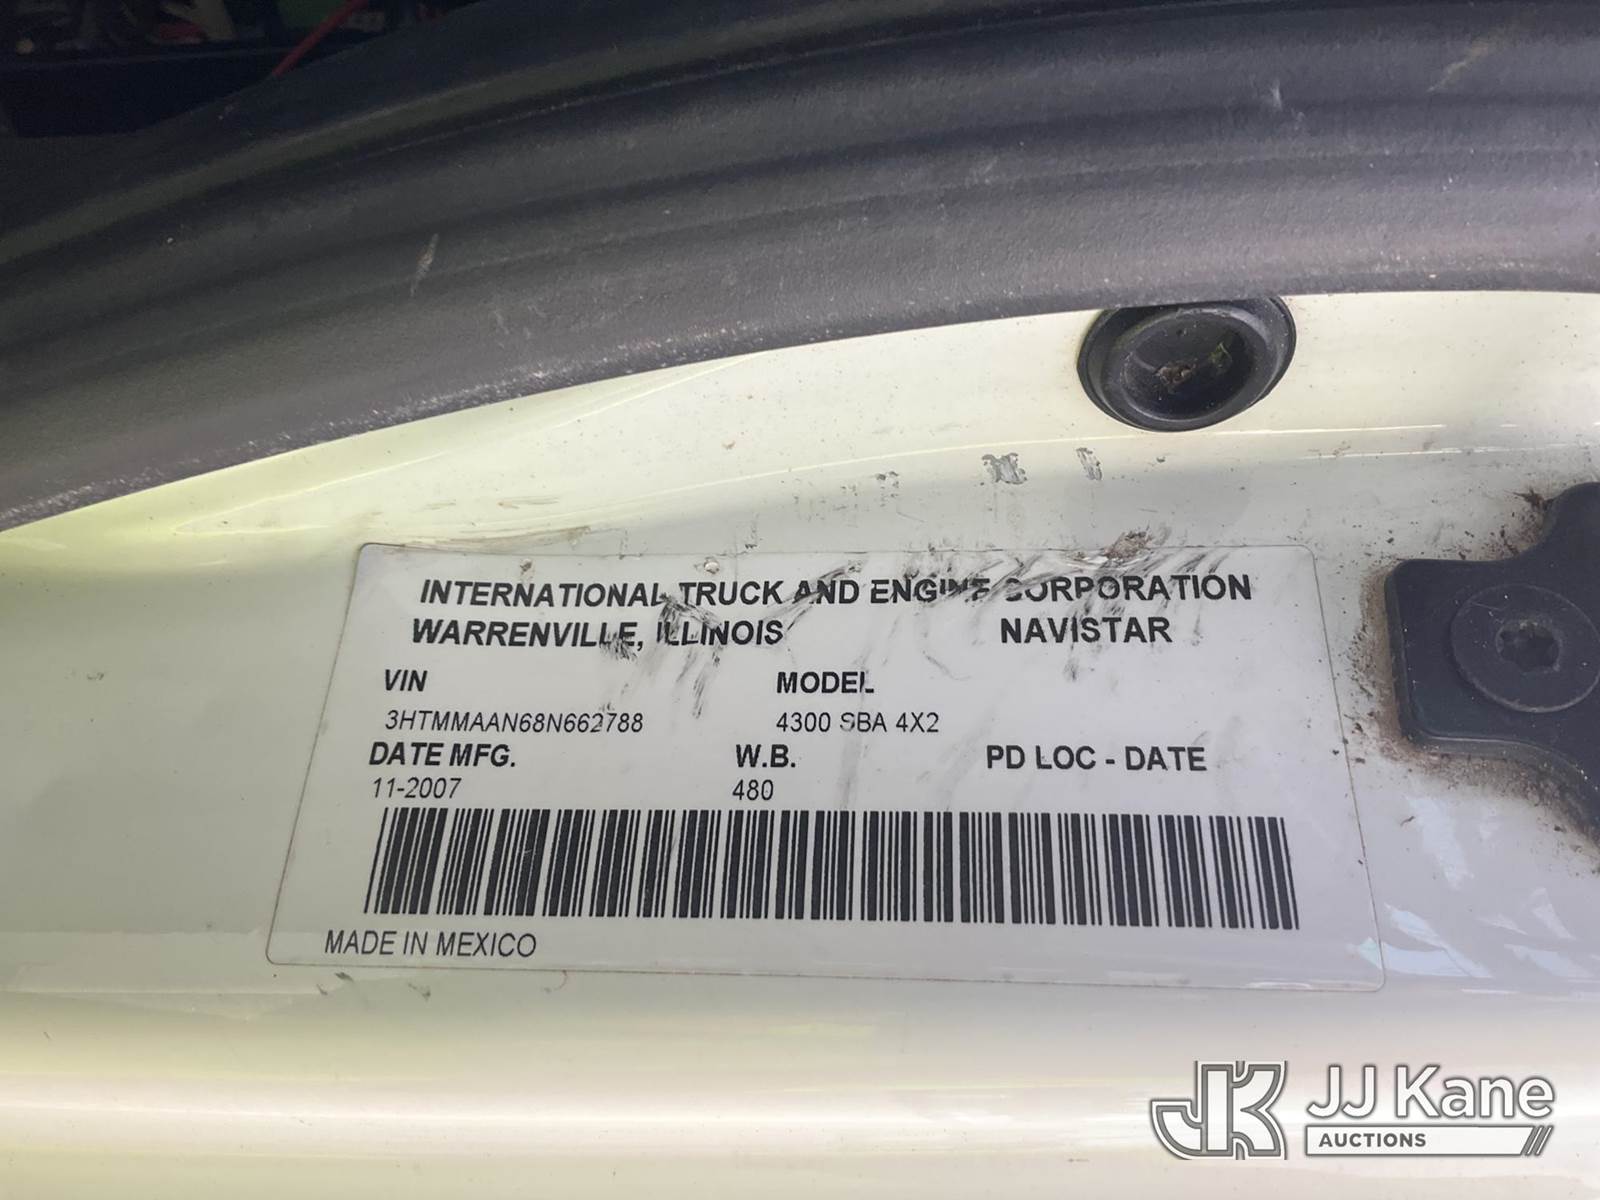 INTERNATIONAL TRUCK AND ENGINE CORPORATION
WARRENVILLE, ILLINOIS NAVISTAR
VIN MODEL
3HTMMAAN68N662788 4300 SBA 4X2
DATE MFG. W.B. PD LOC - DATE
11-2007 480
MADE IN MEXICO
JK JJ Kane
AUCTIONS